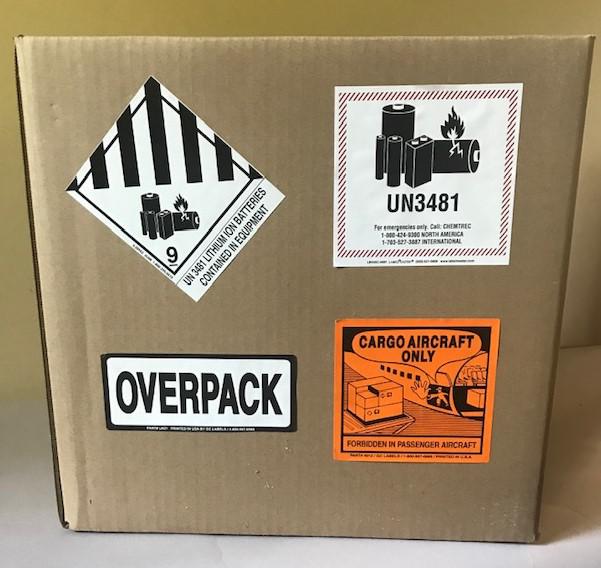 9
UN 3481 LITHIUM-ION BATTERIES
CONTAINED IN EQUIPMENT
UN3481
For emergencies only. Call: CHEMTREC
1-800-424-9300 NORTH AMERICA
1-703-527-3887 INTERNATIONAL
OVERPACK
CARGO AIRCRAFT
ONLY
FORBIDDEN IN PASSENGER AIRCRAFT